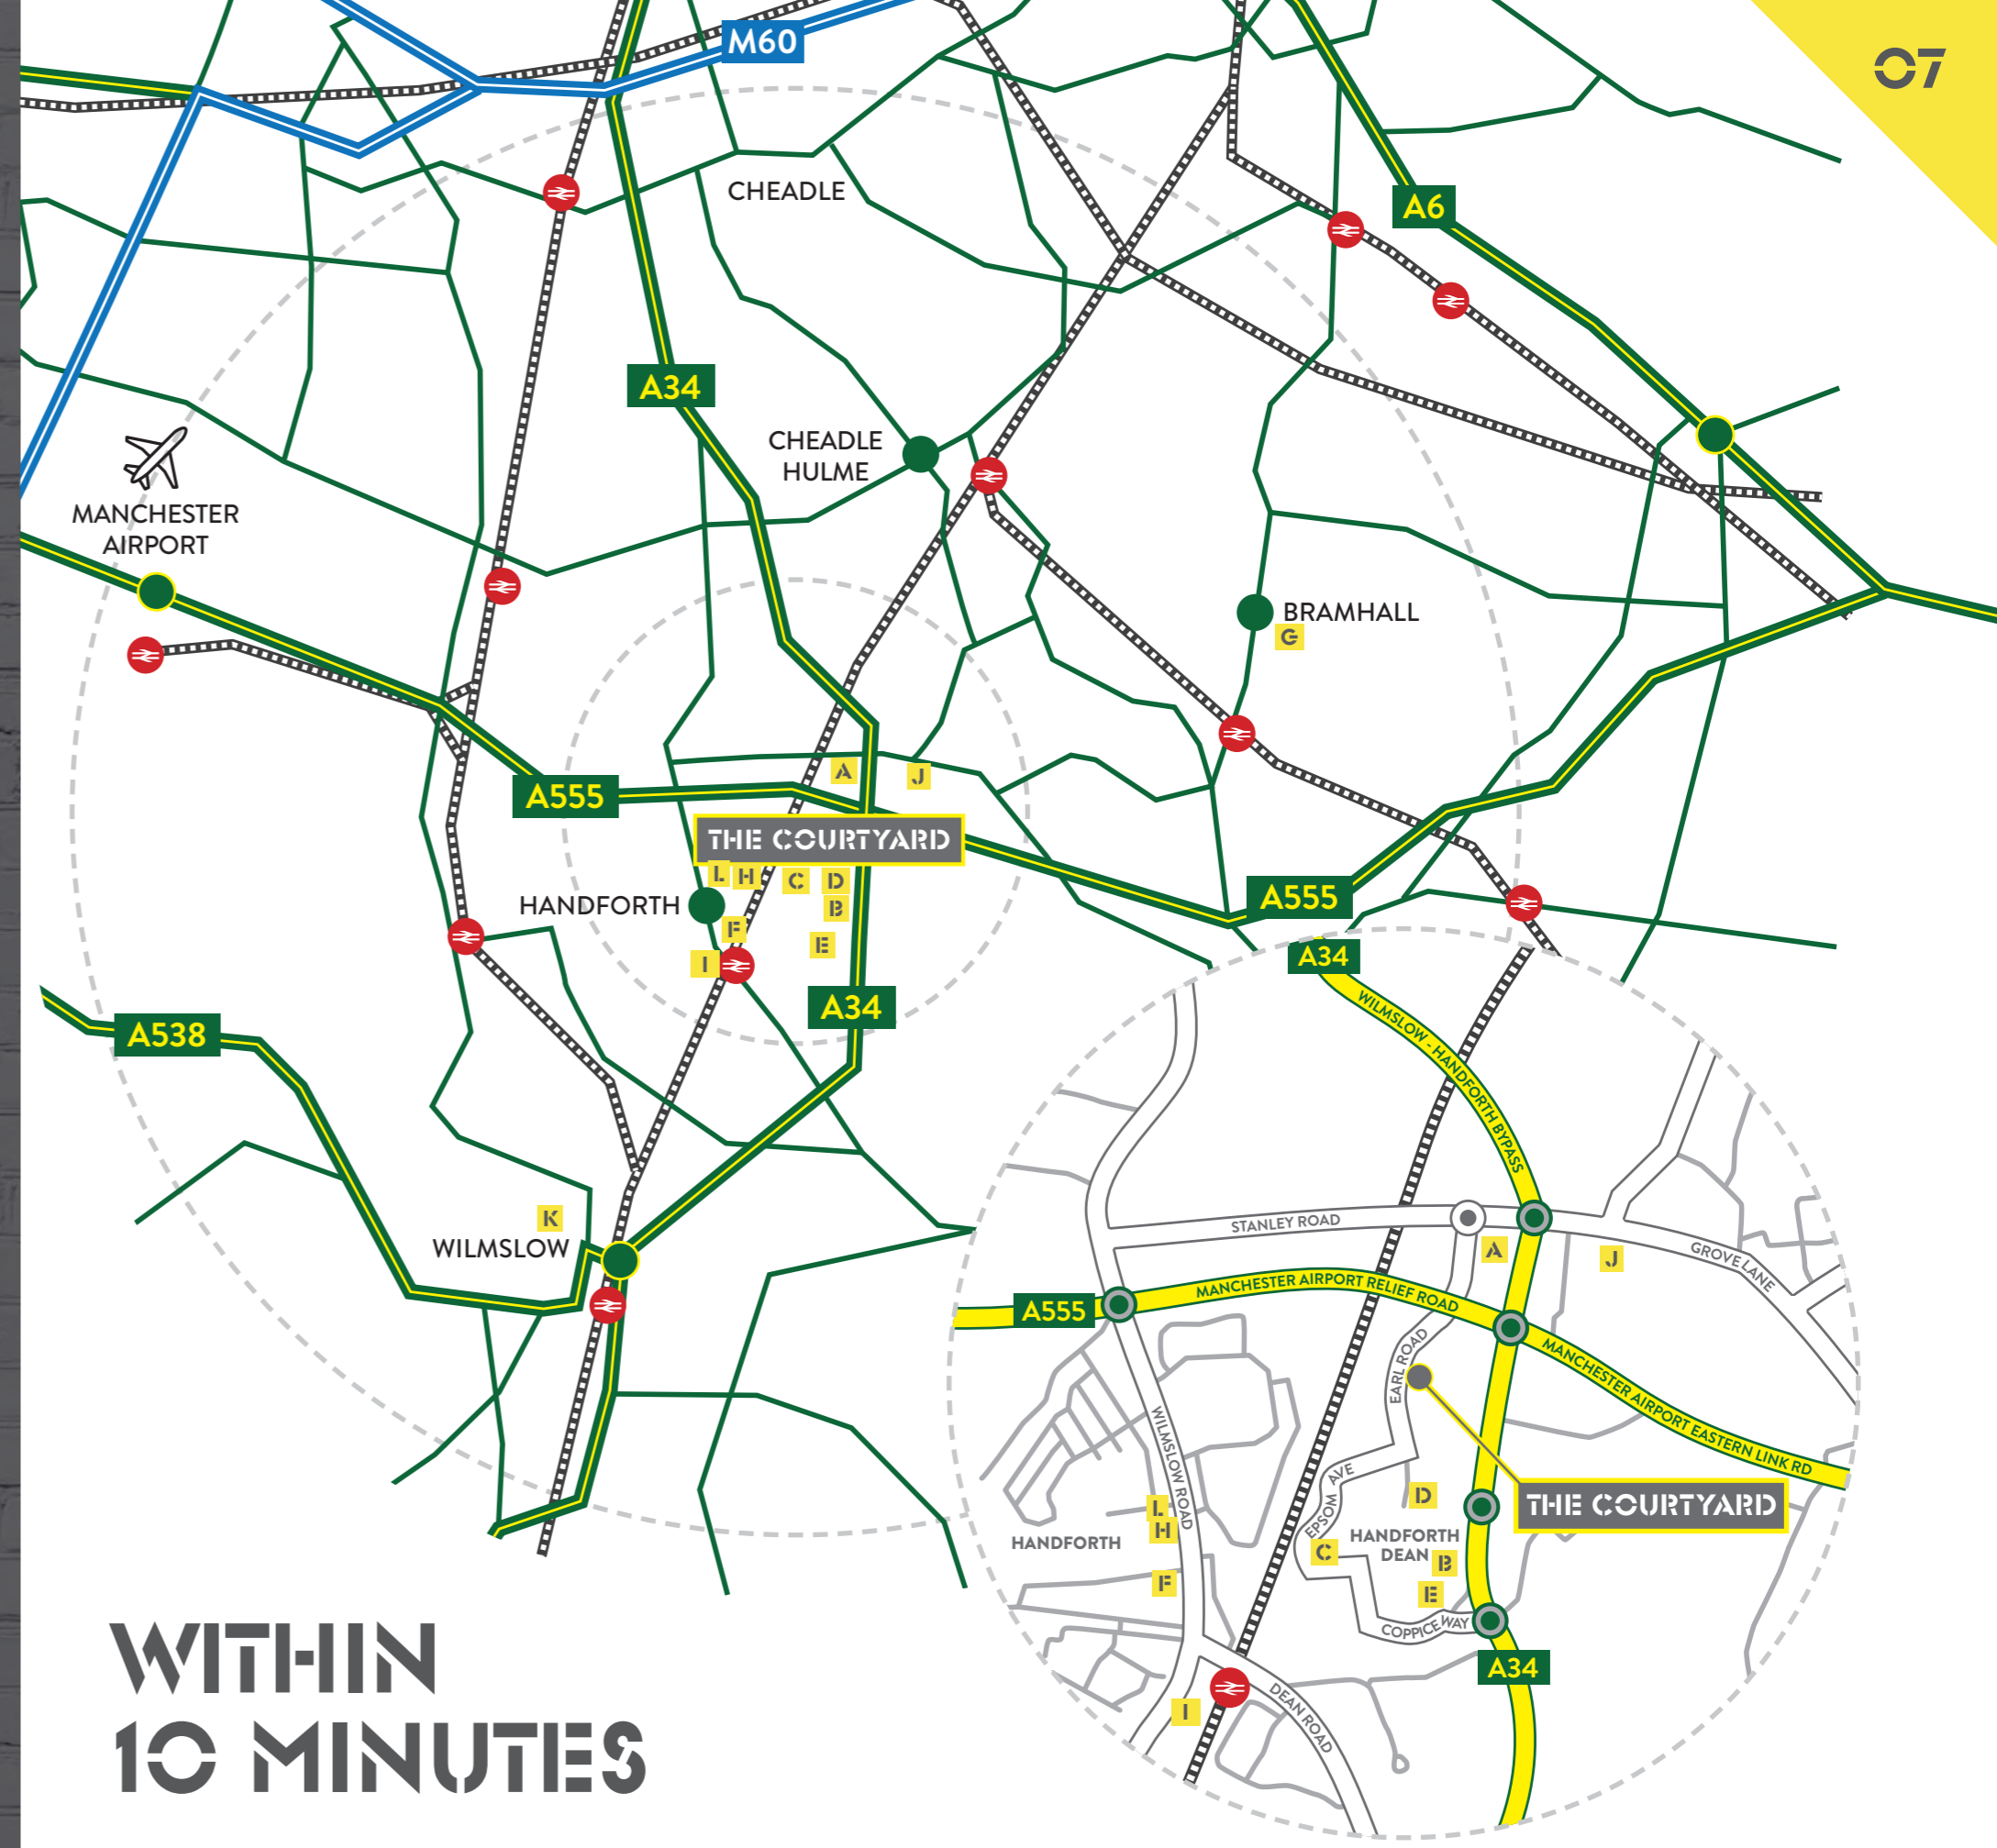 07
M60
CHEADLE
A6
A34
CHEADLE
HULME
MANCHESTER
AIRPORT
BRAMHALL
G
A
J
A555
THE COURTYARD
L
H
C
D
B
HANDFORTH
F
E
I
A555
A34
A34
A538
K
WILMSLOW
WILMSLOW - HANDFORTH BYPASS
STANLEY ROAD
A
J
GROVE LANE
A555
MANCHESTER AIRPORT RELIEF ROAD
MANCHESTER AIRPORT EASTERN LINK RD
EARL ROAD
WILMSLOW ROAD
EPSOM AVE
D
THE COURTYARD
L
H
HANDFORTH
HANDFORTH
DEAN
C
B
F
E
COPPICE WAY
A34
I
DEAN ROAD
WITHIN
10 MINUTES